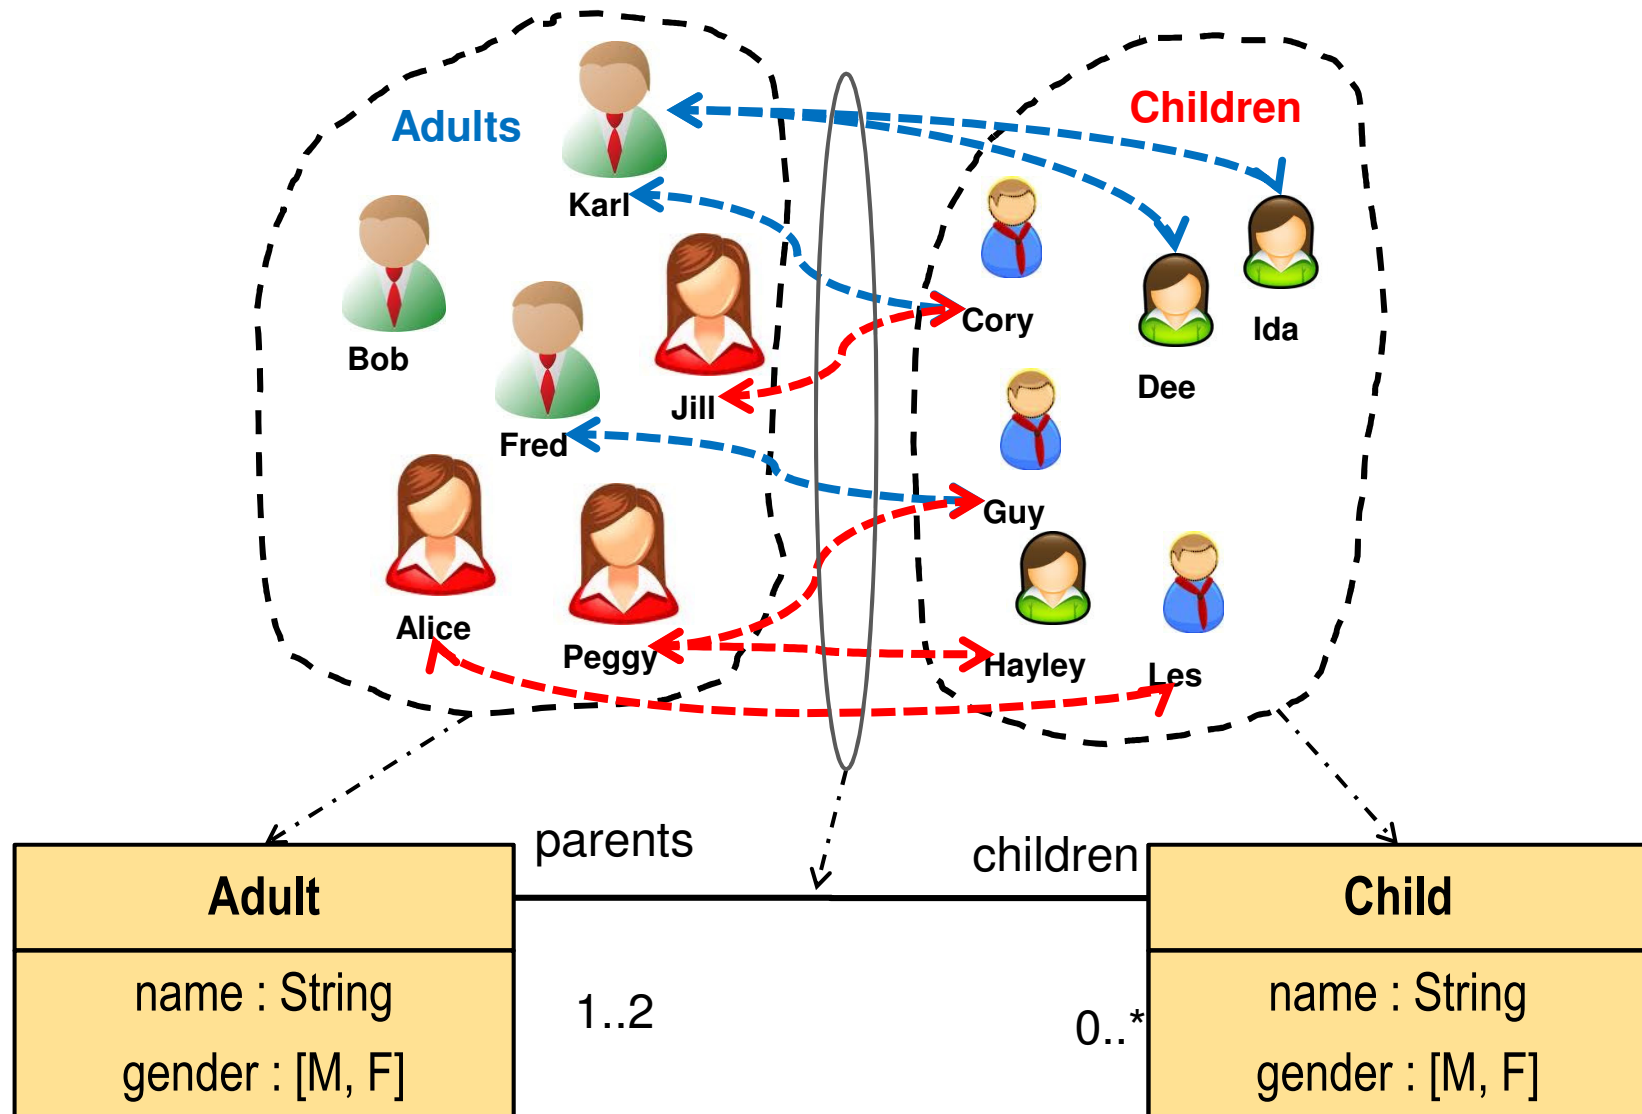 Adults
Children
Karl
Bob
Jill
Fred
Cory
Ida
Dee
Guy
Alice
Peggy
Hayley
Les
parents
children
Adult
name : String
gender : [M, F]
1..2
0..*
Child
name : String
gender : [M, F]